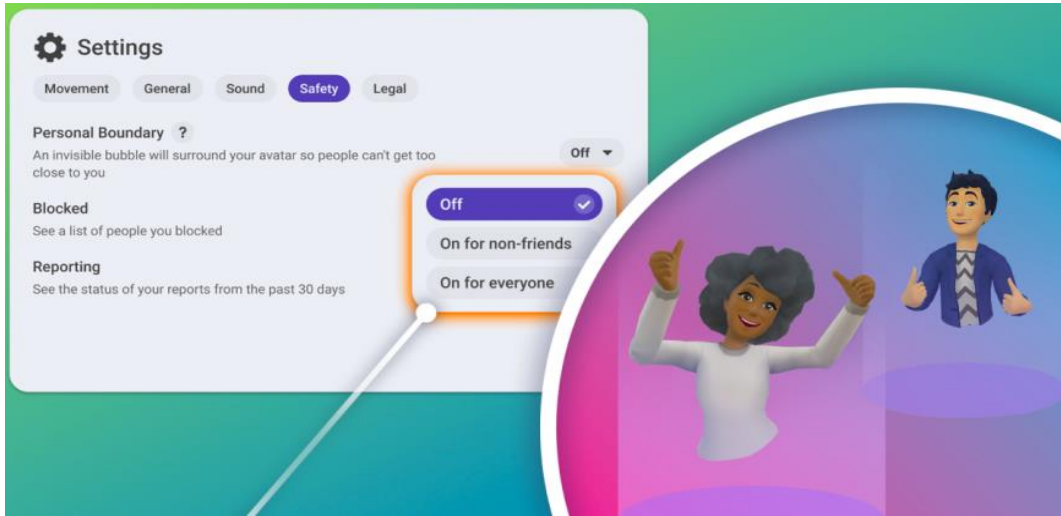 Settings
Movement General Sound Safety Legal
Personal Boundary ?
An invisible bubble will surround your avatar so people can't get too
close to you
Off
Off
On for non-friends
On for everyone
Blocked
See a list of people you blocked
Reporting
See the status of your reports from the past 30 days